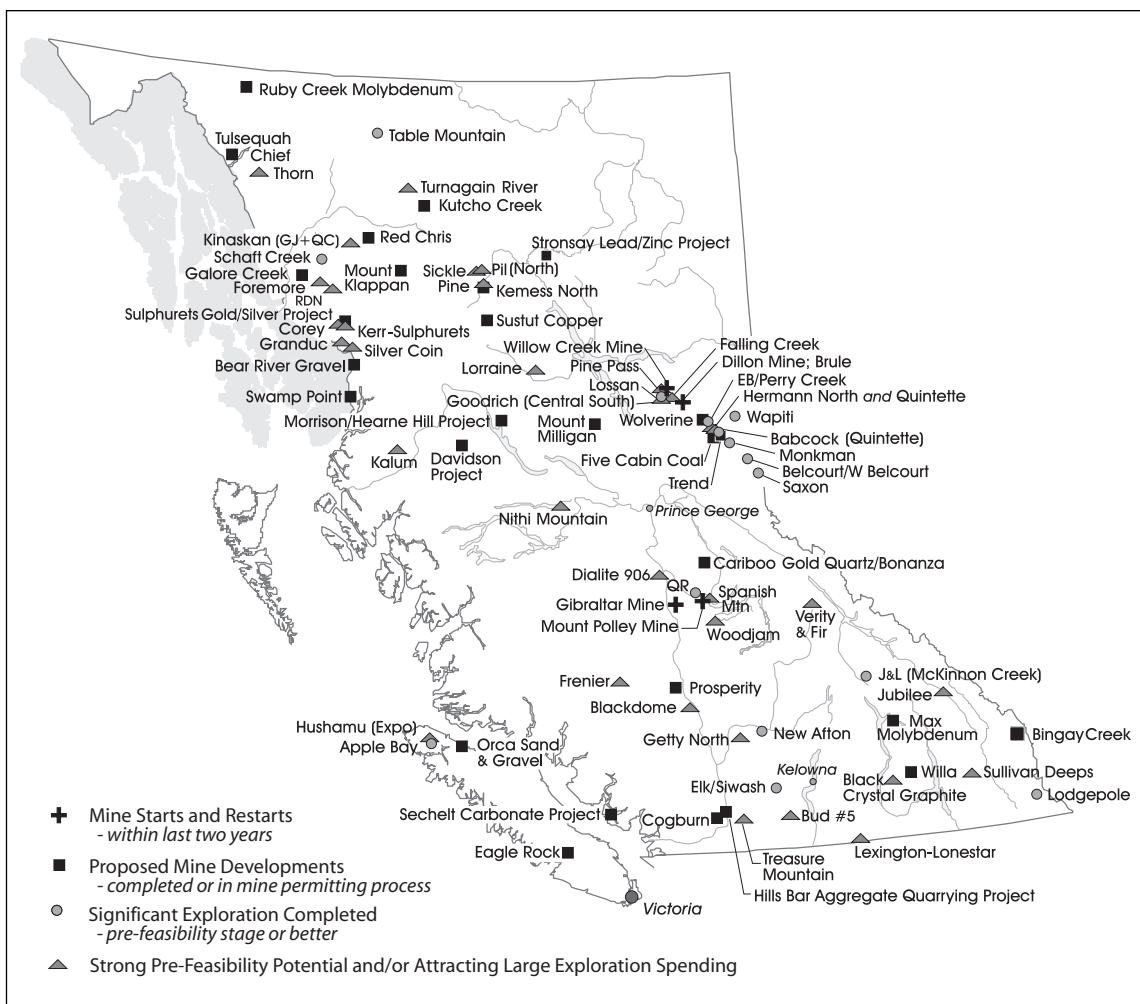 Ruby Creek Molybdenum
Table Mountain
Tulsequah
Chief
Thorn
Turnagain River
Kutcho Creek
Kinaskan (GJ+QC)
Red Chris
Stronsay Lead/Zinc Project
Schaft Creek
Galore Creek
Mount
Klappan
Sickle
Pil (North)
Foremore
Pine
Kemess North
RDN
Sulphurets Gold/Silver Project
Corey
Kerr-Sulphurets
Sustut Copper
Granduc
Silver Coin
Willow Creek Mine
Falling Creek
Bear River Gravel
Lorraine
Pine Pass
Dillon Mine; Brule
Lossan
EB/Perry Creek
Swamp Point
Goodrich (Central South)
Hermann North and Quintette
Morrison/Hearne Hill Project
Mount
Milligan
Wolverine
Wapiti
Babcock (Quintette)
Kalum
Davidson
Project
Five Cabin Coal
Monkman
Belcourt/W Belcourt
Trend
Saxon
Nithi Mountain
Prince George
Cariboo Gold Quartz/Bonanza
Dialite 906
QR
Spanish
Mtn
Gibraltar Mine
Mount Polley Mine
Woodjam
Verity
& Fir
Frenier
Prosperity
J&L (McKinnon Creek)
Jubilee
Blackdome
Hushamu (Expo)
Apple Bay
Orca Sand
& Gravel
Getty North
New Afton
Max
Molybdenum
Bingay Creek
Kelowna
Elk/Siwash
Black
Crystal Graphite
Willa
Sullivan Deeps
Lodgepole
Sechelt Carbonate Project
Cogburn
Bud #5
Eagle Rock
Treasure
Mountain
Lexington-Lonestar
Hills Bar Aggregate Quarrying Project
Victoria
Mine Starts and Restarts
- within last two years
Proposed Mine Developments
- completed or in mine permitting process
Significant Exploration Completed
- pre-feasibility stage or better
Strong Pre-Feasibility Potential and/or Attracting Large Exploration Spending